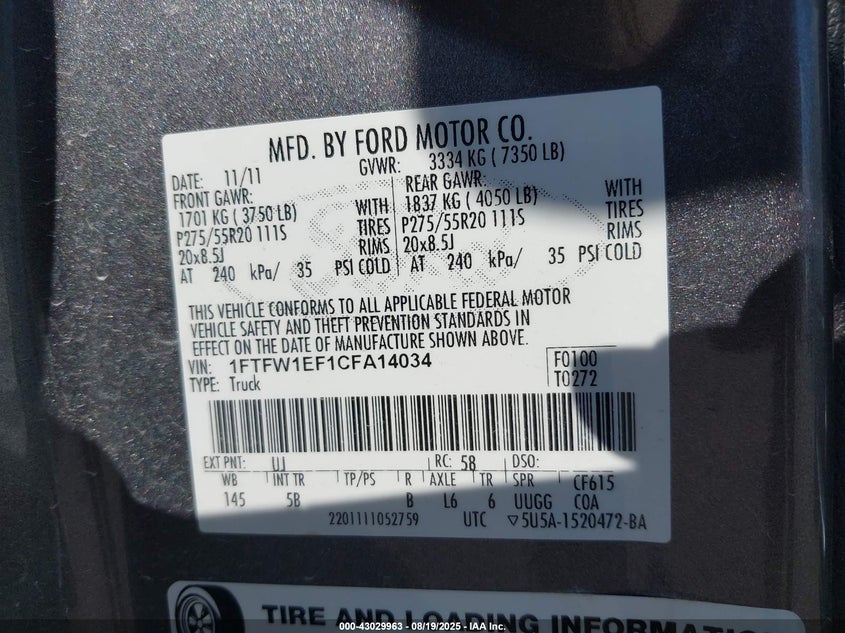 MFD. BY FORD MOTOR CO.
DATE: 11/11 GVWR: 3334 KG ( 7350 LB)
FRONT GAWR: REAR GAWR:
1701 KG ( 3750 LB) WITH 1837 KG ( 4050 LB) WITH
P275/55R20 111S TIRES P275/55R20 111S TIRES
20x8.5J RIMS 20x8.5J RIMS
AT 240 kPa/ 35 PSI COLD AT 240 kPa/ 35 PSI COLD
THIS VEHICLE CONFORMS TO ALL APPLICABLE FEDERAL MOTOR
VEHICLE SAFETY AND THEFT PREVENTION STANDARDS IN
EFFECT ON THE DATE OF MANUFACTURE SHOWN ABOVE.
VIN: 1FTFW1EF1CFA14034 F0100
TYPE: Truck T0272
EXT PNT: UJ RC: 58 DSO:
WB INT TR TP/PS R AXLE TR SPR CF615
145 5B B L6 6 UUGG COA
2201111052759 UTC ▽5U5A-1520472-BA
TIRE AND LOADING INFORMATIO
000-43029963 - 08/19/2025 - IAA Inc.